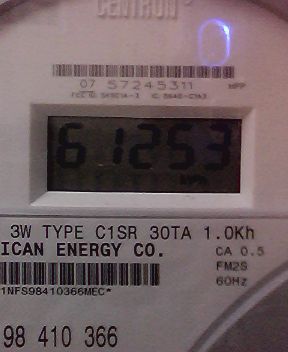 CENTRON
07 57245311
61253
3W TYPE C1SR 30TA 1.0Kh
ICAN ENERGY CO.
CA 0.5
FM2S
60Hz
1NFS98410366MEC*
98 410 366